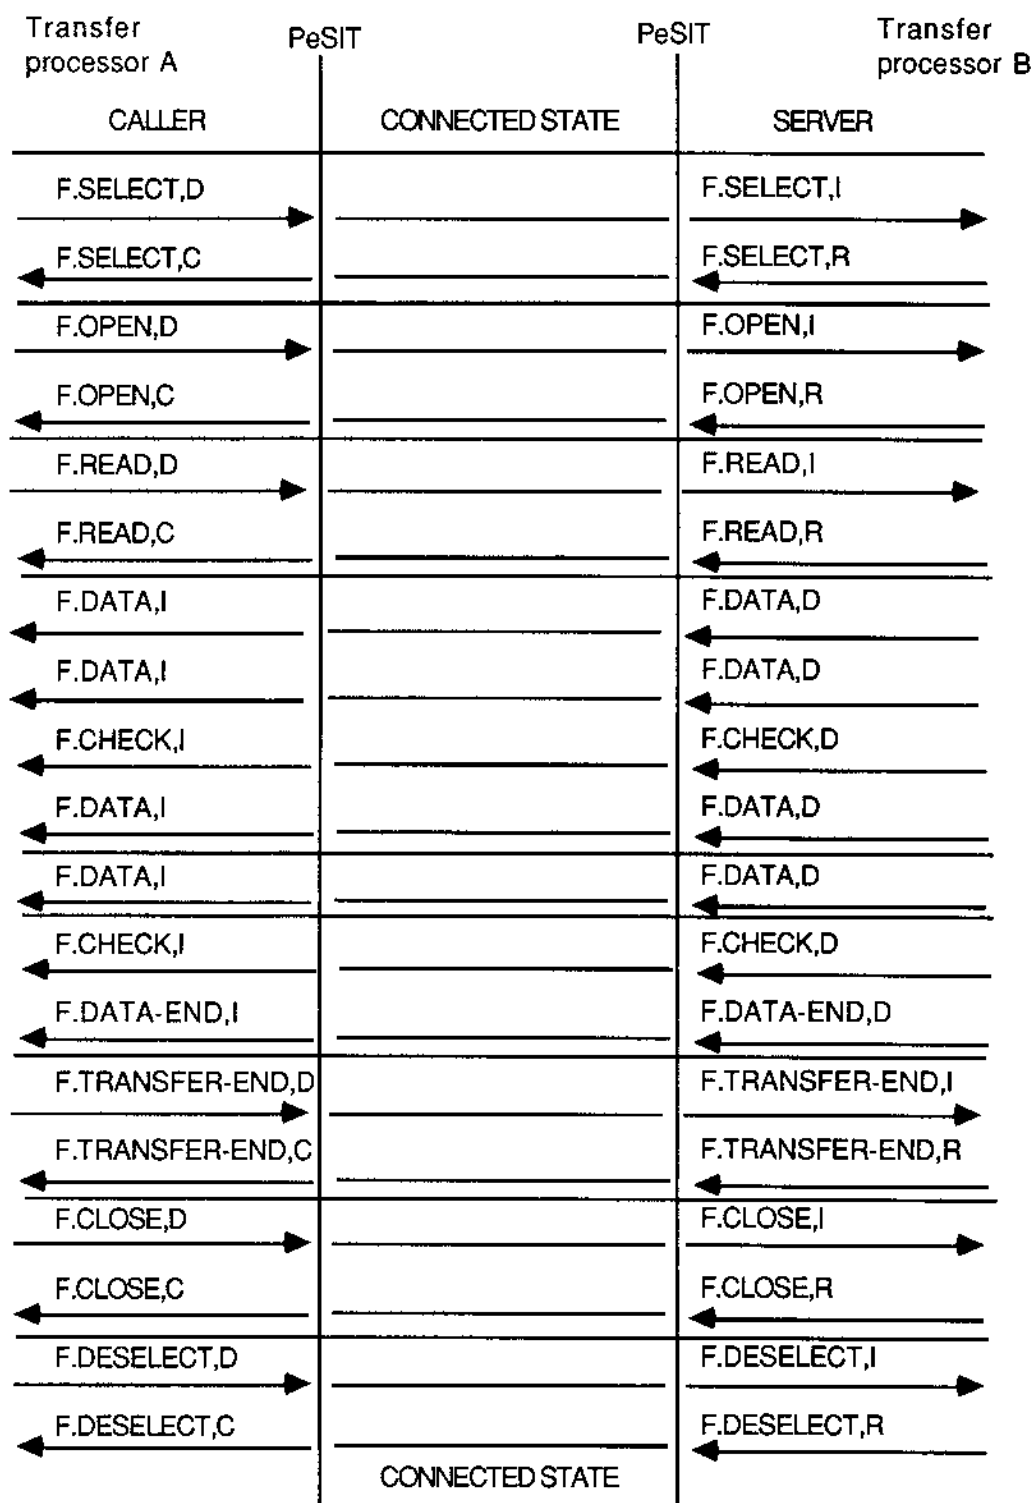 Transfer
processor A
PeSIT
PeSIT
Transfer
processor B
CALLER CONNECTED STATE SERVER
F.SELECT,D F.SELECT,I
F.SELECT,C F.SELECT,R
F.OPEN,D F.OPEN,I
F.OPEN,C F.OPEN,R
F.READ,D F.READ,I
F.READ,C F.READ,R
F.DATA,I F.DATA,D
F.DATA,I F.DATA,D
F.CHECK,I F.CHECK,D
F.DATA,I F.DATA,D
F.DATA,I F.DATA,D
F.CHECK,I F.CHECK,D
F.DATA-END,I F.DATA-END,D
F.TRANSFER-END,D F.TRANSFER-END,I
F.TRANSFER-END,C F.TRANSFER-END,R
F.CLOSE,D F.CLOSE,I
F.CLOSE,C F.CLOSE,R
F.DESELECT,D F.DESELECT,I
F.DESELECT,C F.DESELECT,R
CONNECTED STATE